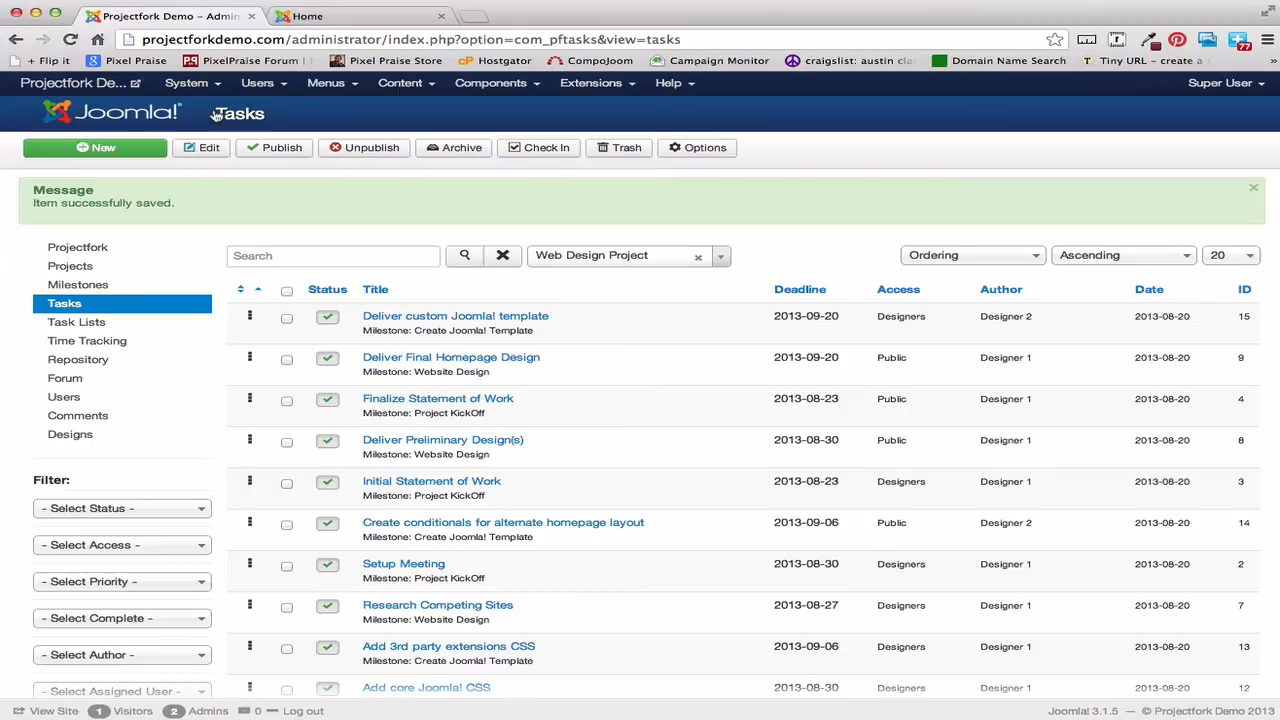 Projectfork Demo – Admin
Home
projectforkdemo.com/administrator/index.php?option=com_pftasks&view=tasks
77
+ Flip it
Pixel Praise
PixelPraise Forum
Pixel Praise Store
Hostgator
CompoJoom
Campaign Monitor
craigslist: austin cla
Domain Name Search
Tiny URL – create a
Projectfork De...
System
Users
Menus
Content
Components
Extensions
Help
Super User
Joomla!
Tasks
New
Edit
Publish
Unpublish
Archive
Check In
Trash
Options
Message
Item successfully saved.
Projectfork
Projects
Milestones
Tasks
Task Lists
Time Tracking
Repository
Forum
Users
Comments
Designs
Filter:
- Select Status -
- Select Access -
- Select Priority -
- Select Complete -
- Select Author -
- Select Assigned User -
Search
Web Design Project
Ordering
Ascending
20
Status Title Deadline Access Author Date ID
Deliver custom Joomla! template 2013-09-20 Designers Designer 2 2013-08-20 15
Milestone: Create Joomla! Template
Deliver Final Homepage Design 2013-09-20 Public Designer 1 2013-08-20 9
Milestone: Website Design
Finalize Statement of Work 2013-08-23 Public Designer 1 2013-08-20 4
Milestone: Project KickOff
Deliver Preliminary Design(s) 2013-08-30 Public Designer 1 2013-08-20 8
Milestone: Website Design
Initial Statement of Work 2013-08-23 Designers Designer 1 2013-08-20 3
Milestone: Project KickOff
Create conditionals for alternate homepage layout 2013-09-06 Public Designer 2 2013-08-20 14
Milestone: Create Joomla! Template
Setup Meeting 2013-08-30 Designers Designer 1 2013-08-20 2
Milestone: Project KickOff
Research Competing Sites 2013-08-27 Designers Designer 1 2013-08-20 7
Milestone: Website Design
Add 3rd party extensions CSS 2013-09-06 Designers Designer 1 2013-08-20 13
Milestone: Create Joomla! Template
Add core Joomla! CSS 2013-08-30 Designers Designer 1 2013-08-20 12
View Site
1 Visitors
2 Admins
0
Log out
Joomla! 3.1.5 — © Projectfork Demo 2013